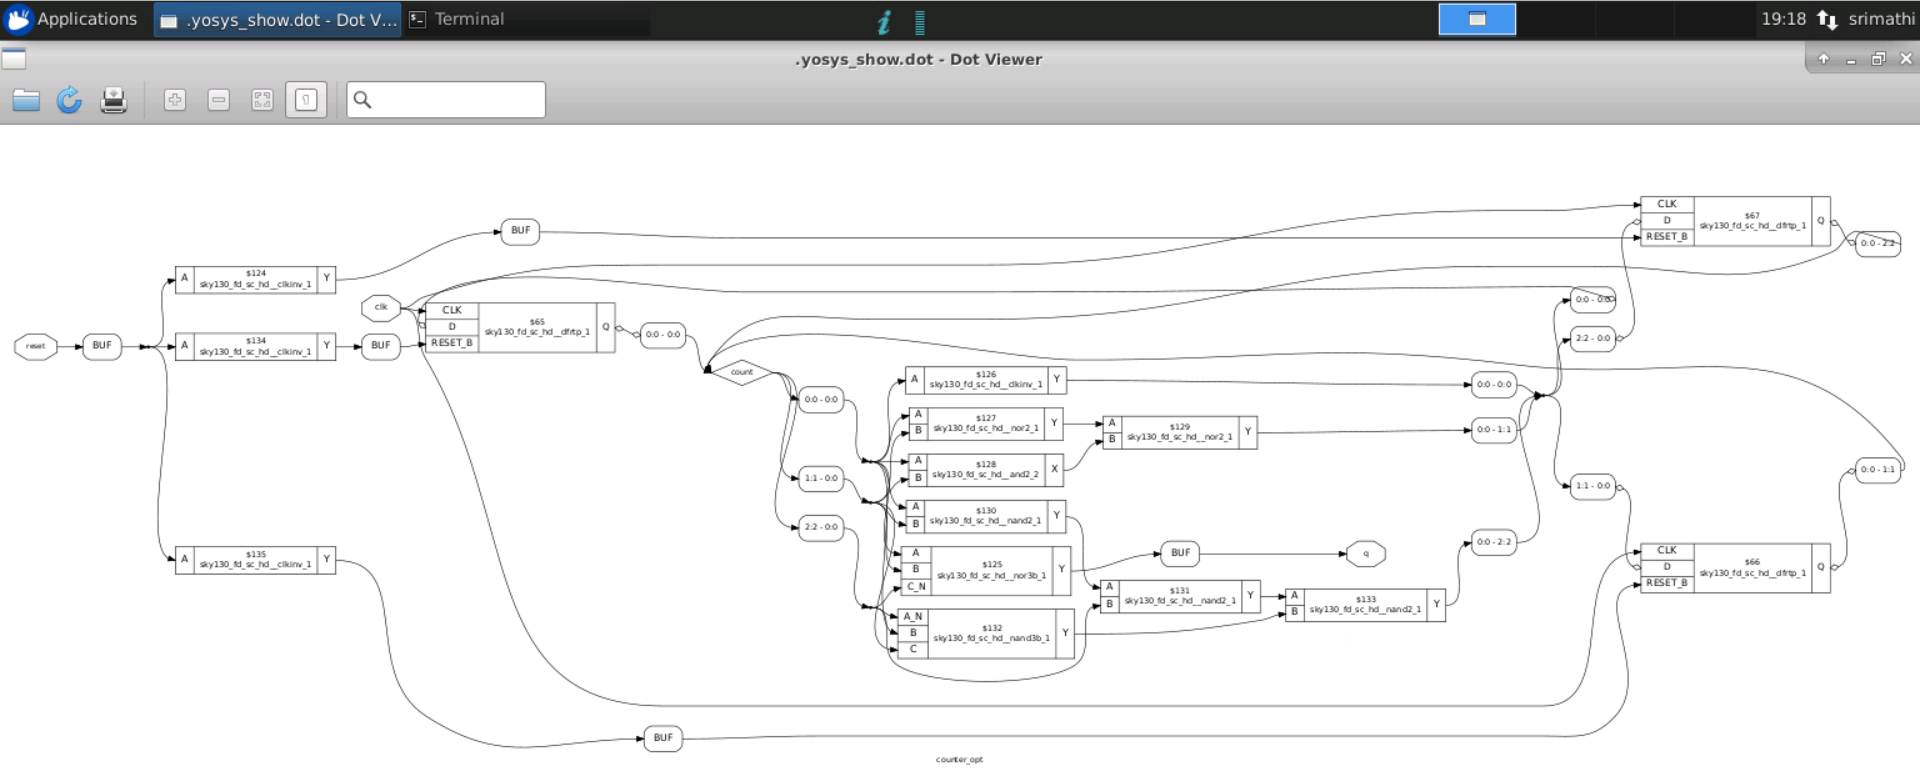 Applications
.yosys_show.dot - Dot V...
Terminal
19:18
srimathi
.yosys_show.dot - Dot Viewer
CLK
D
RESET_B
$67
sky130_fd_sc_hd__dfrtp_1
Q
0:0 - 2:2
BUF
A
$124
sky130_fd_sc_hd__clkinv_1
Y
clk
0:0 - 0:0
CLK
D
RESET_B
$65
sky130_fd_sc_hd__dfrtp_1
Q
0:0 - 0:0
2:2 - 0:0
reset
BUF
A
$134
sky130_fd_sc_hd__clkinv_1
Y
BUF
count
A
$126
sky130_fd_sc_hd__clkinv_1
Y
0:0 - 0:0
0:0 - 0:0
A
B
$127
sky130_fd_sc_hd__nor2_1
Y
A
B
$129
sky130_fd_sc_hd__nor2_1
Y
0:0 - 1:1
A
B
$128
sky130_fd_sc_hd__and2_2
X
0:0 - 1:1
1:1 - 0:0
1:1 - 0:0
A
B
$130
sky130_fd_sc_hd__nand2_1
Y
2:2 - 0:0
0:0 - 2:2
A
$135
sky130_fd_sc_hd__clkinv_1
Y
A
B
C_N
$125
sky130_fd_sc_hd__nor3b_1
Y
BUF
q
CLK
D
RESET_B
$66
sky130_fd_sc_hd__dfrtp_1
Q
A
B
$131
sky130_fd_sc_hd__nand2_1
Y
A
B
$133
sky130_fd_sc_hd__nand2_1
Y
A_N
B
C
$132
sky130_fd_sc_hd__nand3b_1
Y
BUF
counter_opt